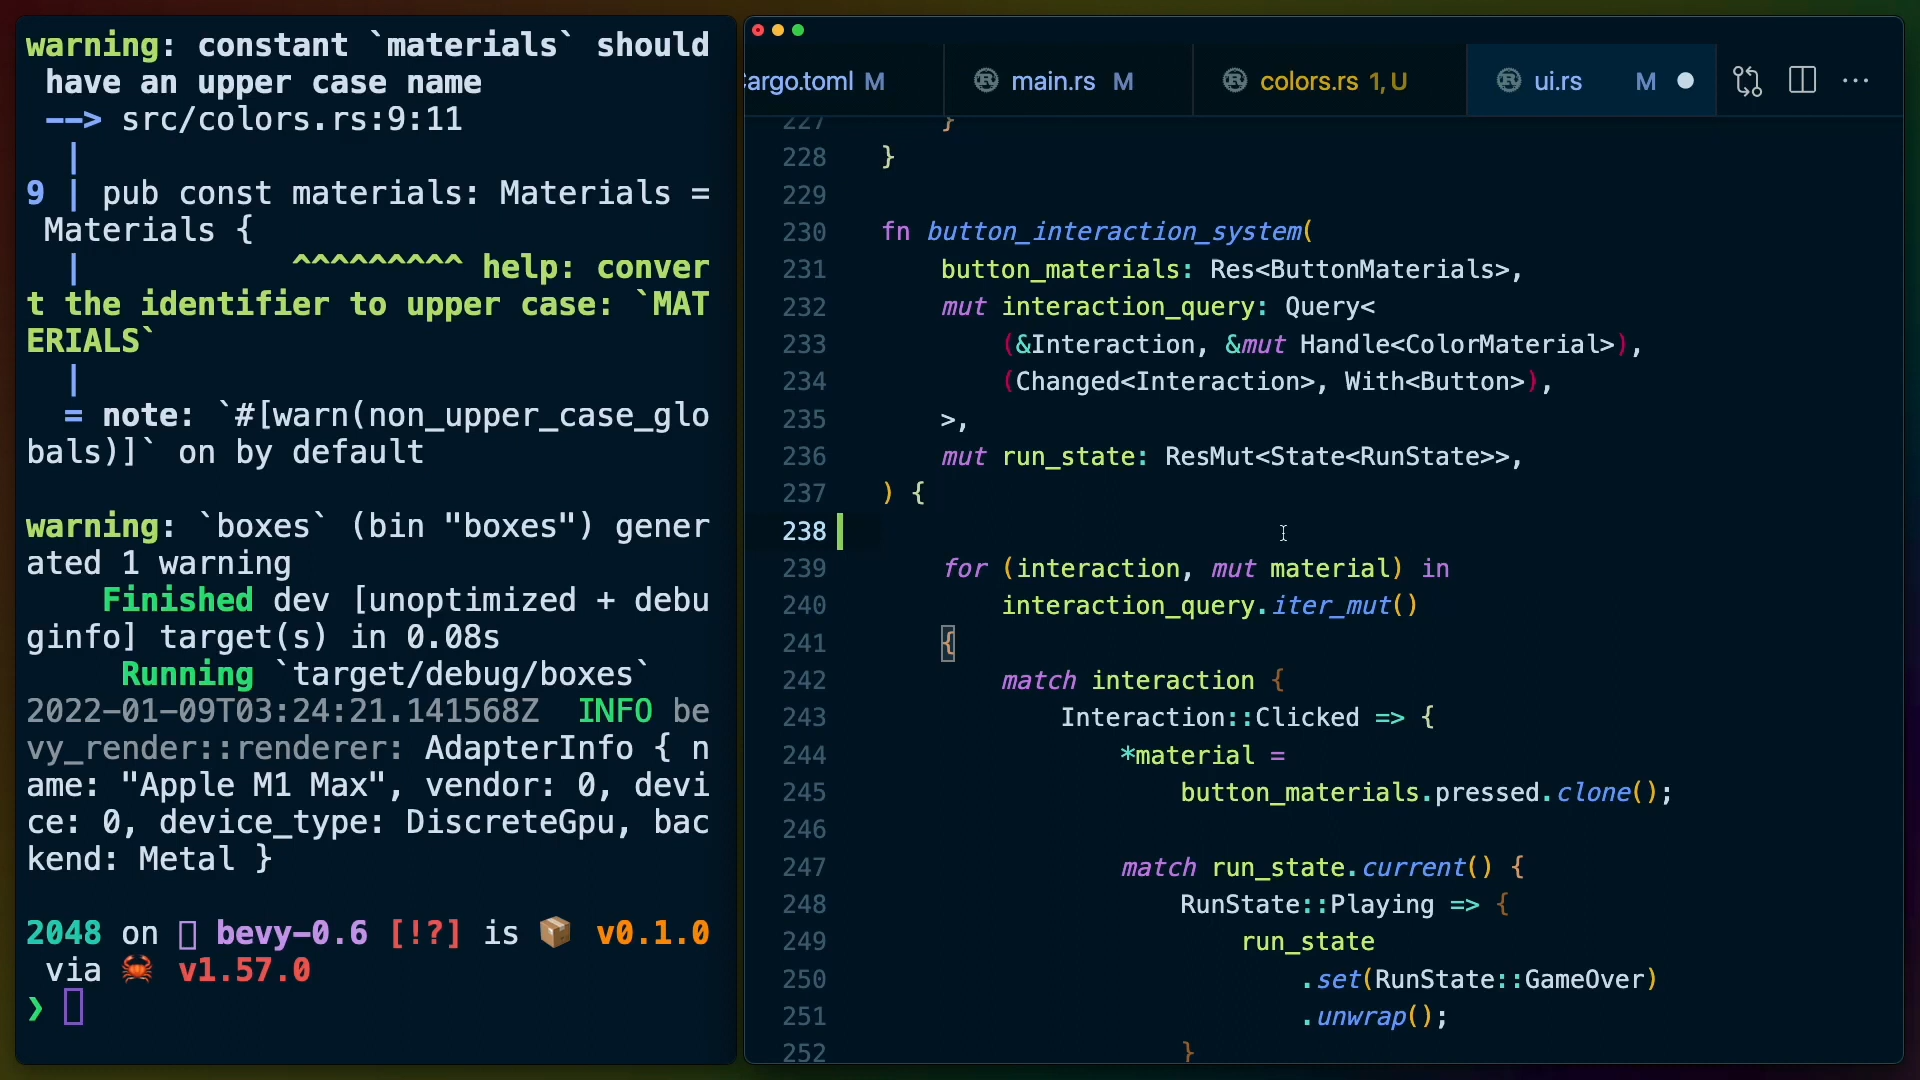 warning: constant `materials` should
have an upper case name
--> src/colors.rs:9:11
|
9 | pub const materials: Materials =
Materials {
| ^^^^^^^^^ help: conver
t the identifier to upper case: `MAT
ERIALS`
|
= note: `#[warn(non_upper_case_glo
bals)]` on by default
warning: `boxes` (bin "boxes") gener
ated 1 warning
Finished dev [unoptimized + debu
ginfo] target(s) in 0.08s
Running `target/debug/boxes`
2022-01-09T03:24:21.141568Z INFO be
vy_render::renderer: AdapterInfo { n
ame: "Apple M1 Max", vendor: 0, devi
ce: 0, device_type: DiscreteGpu, bac
kend: Metal }
2048 on bevy-0.6 [!?] is 📦 v0.1.0
via 🦀 v1.57.0
❯
argo.toml M
main.rs M
colors.rs 1, U
ui.rs M
227 }
228 }
229
230 fn button_interaction_system(
231 button_materials: Res<ButtonMaterials>,
232 mut interaction_query: Query<
233 (&Interaction, &mut Handle<ColorMaterial>),
234 (Changed<Interaction>, With<Button>),
235 >,
236 mut run_state: ResMut<State<RunState>>,
237 ) {
238
239 for (interaction, mut material) in
240 interaction_query.iter_mut()
241 {
242 match interaction {
243 Interaction::Clicked => {
244 *material =
245 button_materials.pressed.clone();
246
247 match run_state.current() {
248 RunState::Playing => {
249 run_state
250 .set(RunState::GameOver)
251 .unwrap();
252 }